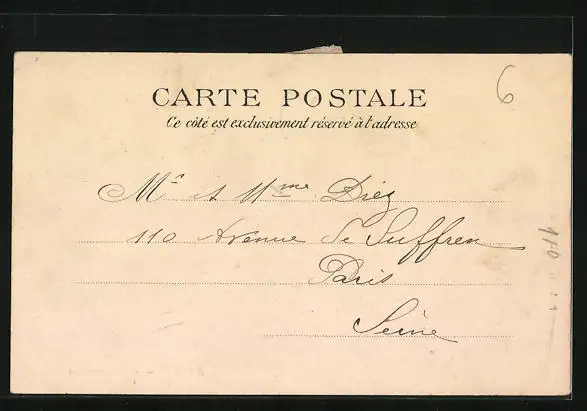 CARTE POSTALE
Ce côté est exclusivement réservé à l'adresse
6
Mr et Mme Diez
110 Avenue de Suffren
Paris
Seine